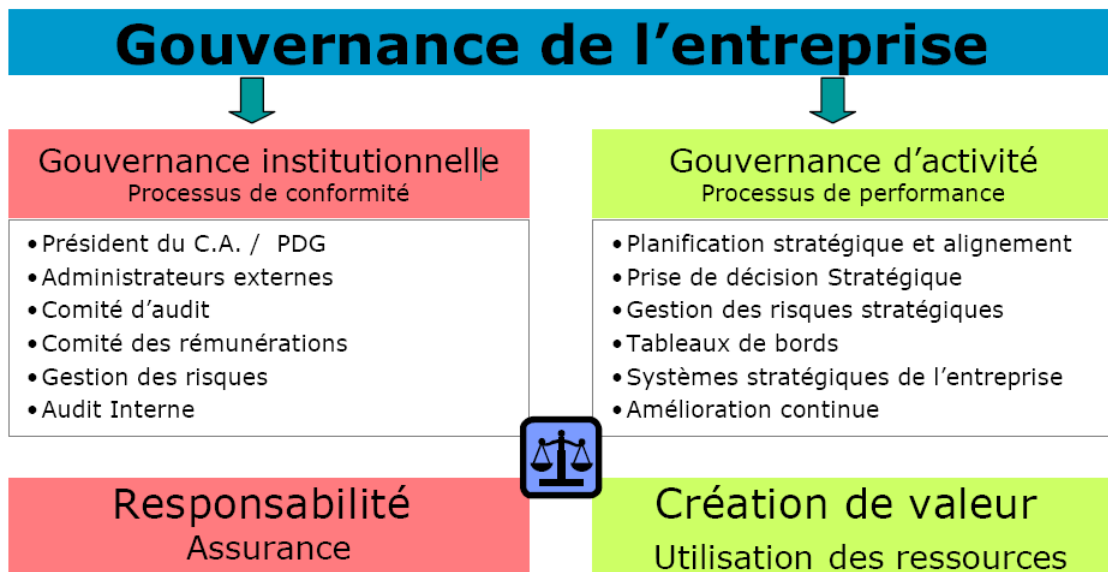 Gouvernance de l’entreprise
Gouvernance institutionnelle
Processus de conformité
•Président du C.A. / PDG
•Administrateurs externes
•Comité d’audit
•Comité des rémunérations
•Gestion des risques
•Audit Interne
Responsabilité
Assurance
Gouvernance d’activité
Processus de performance
•Planification stratégique et alignement
•Prise de décision Stratégique
•Gestion des risques stratégiques
•Tableaux de bords
•Systèmes stratégiques de l’entreprise
•Amélioration continue
Création de valeur
Utilisation des ressources